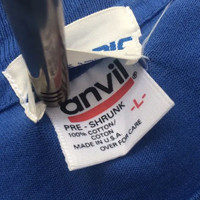 anvil
-L-
PRE - SHRUNK
100% COTTON/
COTON
MADE IN U.S.A.
OVER FOR CARE